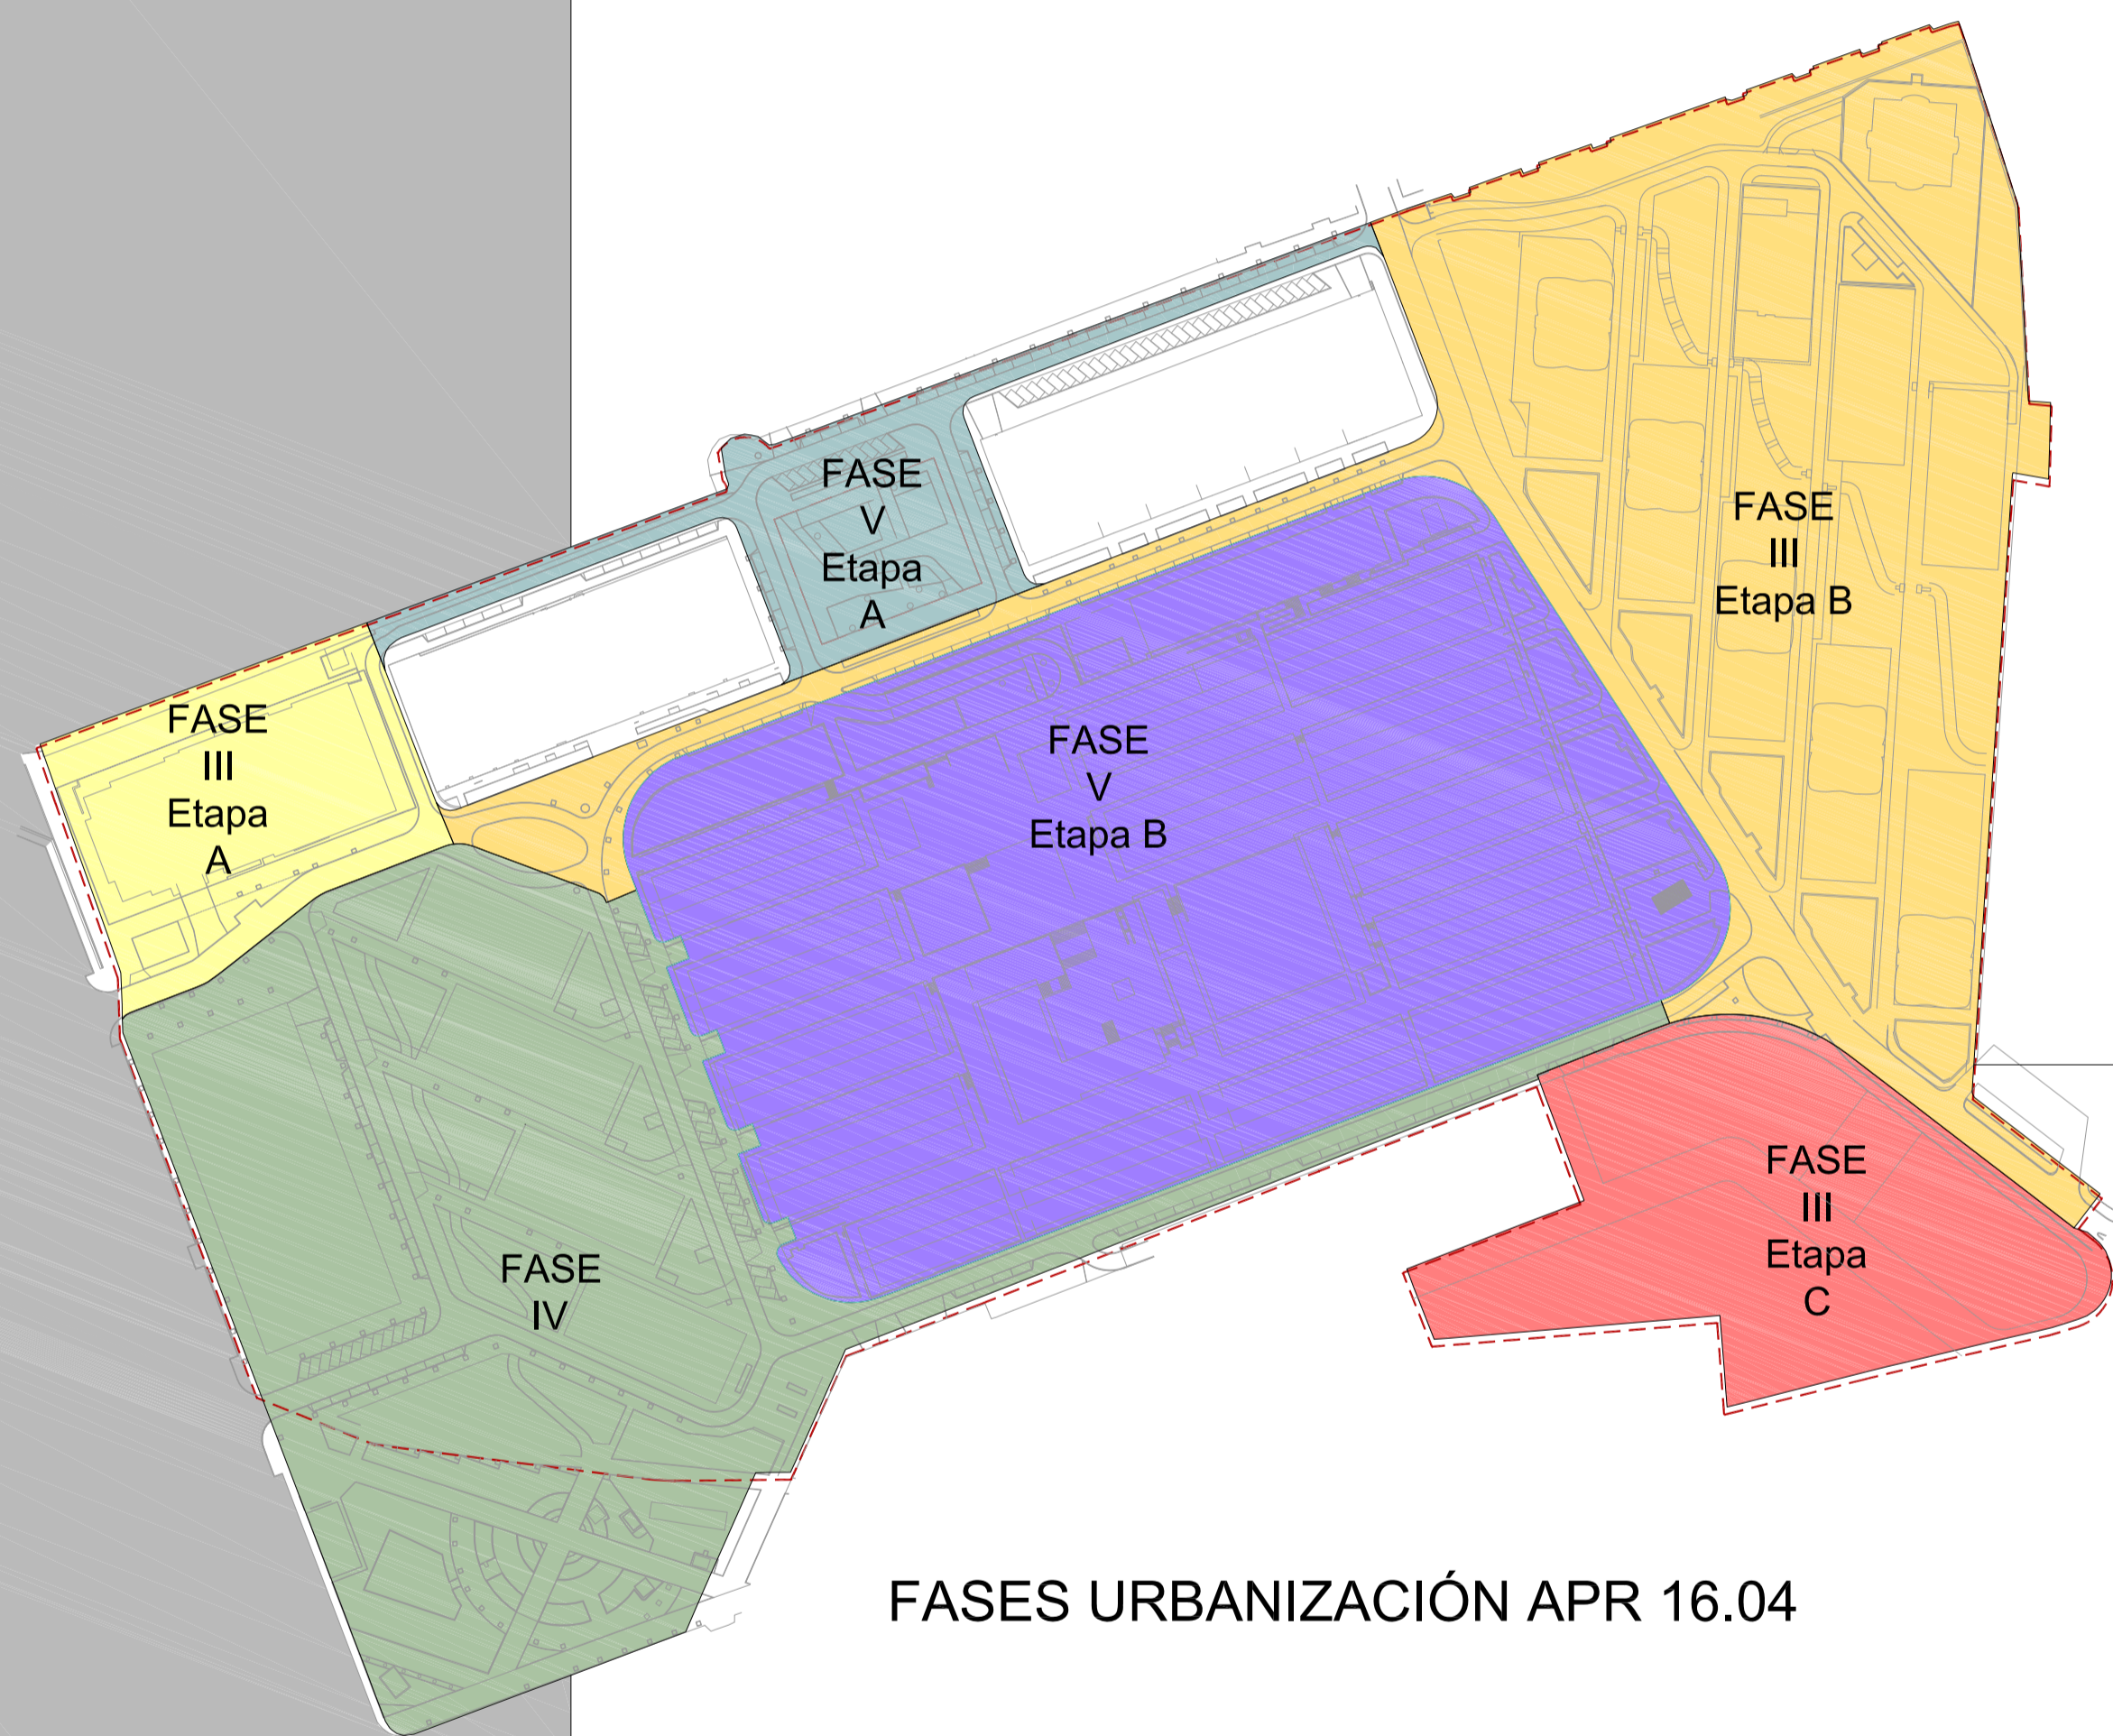 FASE
V
Etapa
A
FASE
III
Etapa B
FASE
III
Etapa
A
FASE
V
Etapa B
FASE
III
Etapa
C
FASE
IV
FASES URBANIZACIÓN APR 16.04